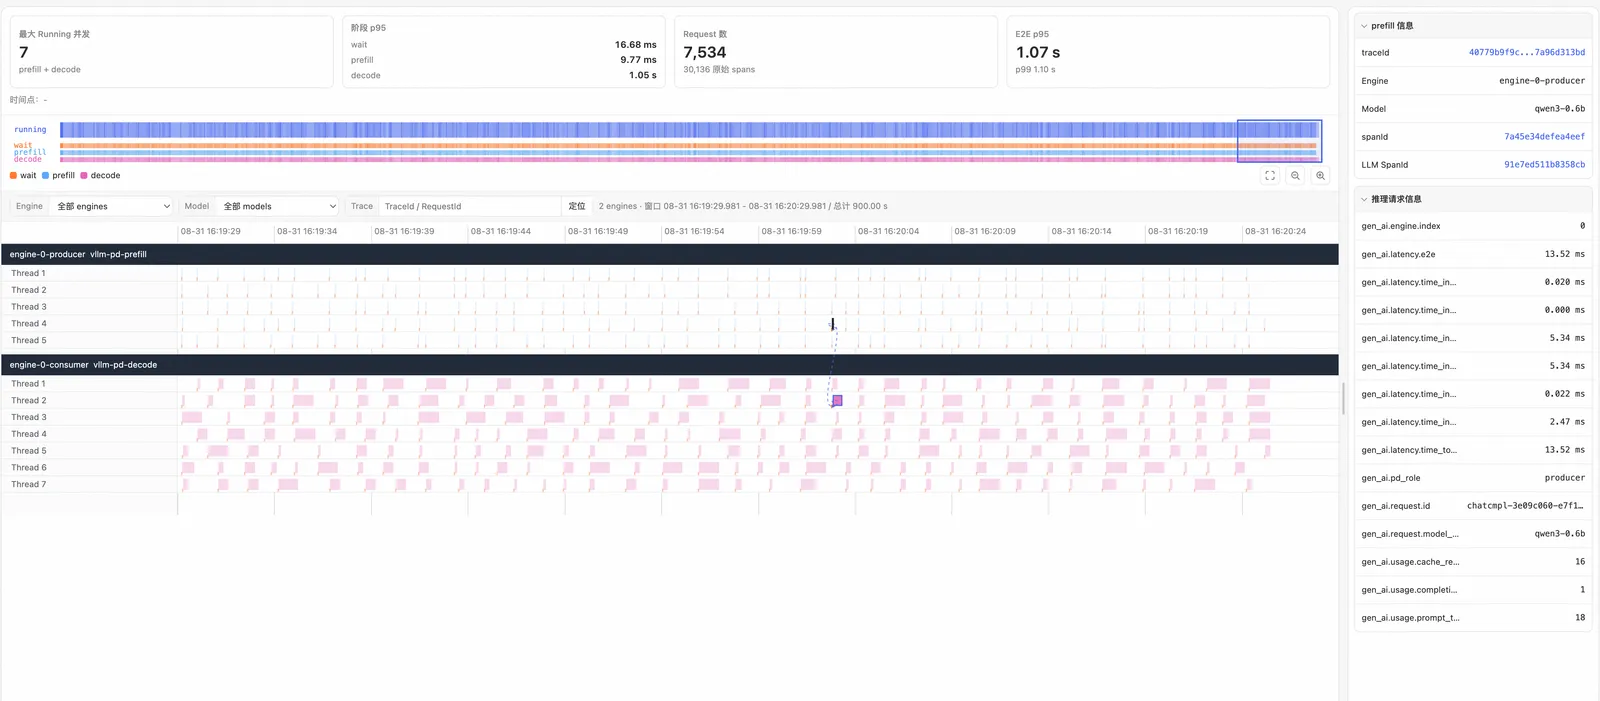 最大 Running 并发
7
prefill + decode
阶段 p95
wait 16.68 ms
prefill 9.77 ms
decode 1.05 s
Request 数
7,534
30,136 原始 spans
E2E p95
1.07 s
p99 1.10 s
时间点: -
running
wait
prefill
decode
wait prefill decode
Engine 全部 engines Model 全部 models Trace TraceId / RequestId 定位 2 engines · 窗口 08-31 16:19:29.981 - 08-31 16:20:29.981 / 总计 900.00 s
08-31 16:19:29 08-31 16:19:34 08-31 16:19:39 08-31 16:19:44 08-31 16:19:49 08-31 16:19:54 08-31 16:19:59 08-31 16:20:04 08-31 16:20:09 08-31 16:20:14 08-31 16:20:19 08-31 16:20:24
engine-0-producer vllm-pd-prefill
Thread 1
Thread 2
Thread 3
Thread 4
Thread 5
engine-0-consumer vllm-pd-decode
Thread 1
Thread 2
Thread 3
Thread 4
Thread 5
Thread 6
Thread 7
prefill 信息
traceId 40779b9f9c...7a96d313bd
Engine engine-0-producer
Model qwen3-0.6b
spanId 7a45e34defea4eef
LLM SpanId 91e7ed511b8358cb
推理请求信息
gen_ai.engine.index 0
gen_ai.latency.e2e 13.52 ms
gen_ai.latency.time_in... 0.020 ms
gen_ai.latency.time_in... 0.000 ms
gen_ai.latency.time_in... 5.34 ms
gen_ai.latency.time_in... 5.34 ms
gen_ai.latency.time_in... 0.022 ms
gen_ai.latency.time_in... 2.47 ms
gen_ai.latency.time_to... 13.52 ms
gen_ai.pd_role producer
gen_ai.request.id chatcmpl-3e09c060-e7f1...
gen_ai.request.model_... qwen3-0.6b
gen_ai.usage.cache_re... 16
gen_ai.usage.completi... 1
gen_ai.usage.prompt_t... 18